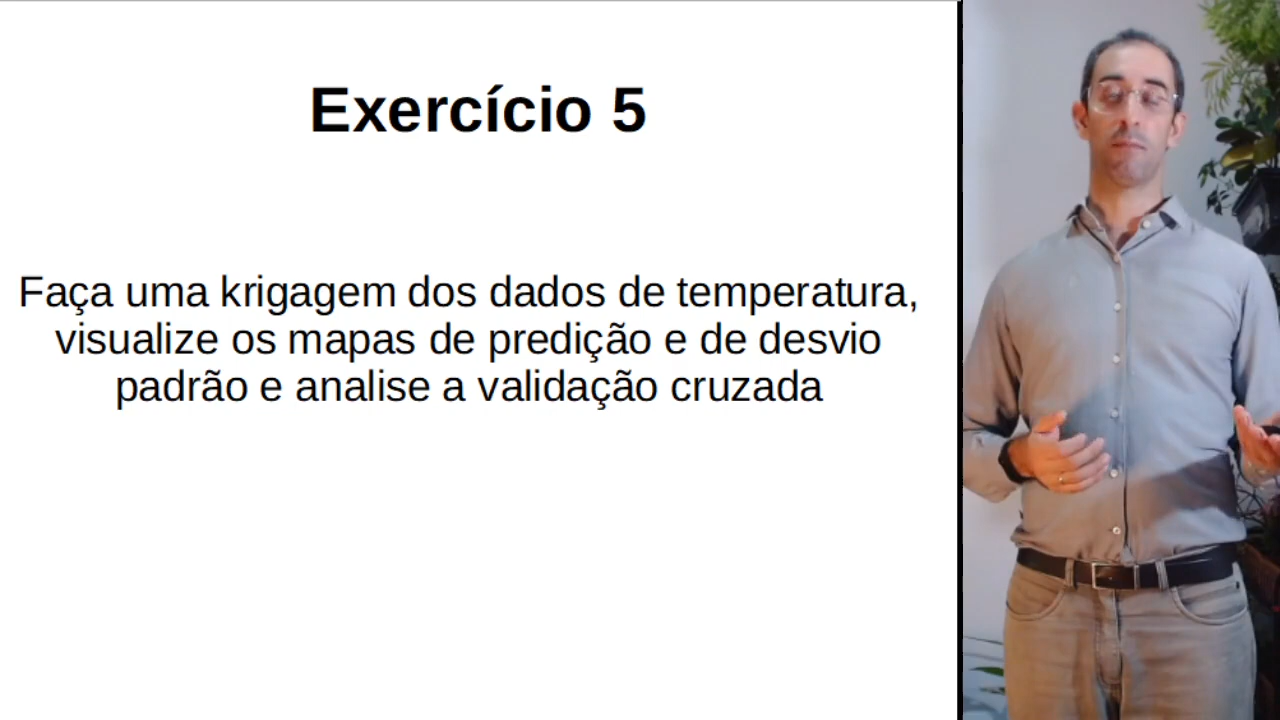 Exercício 5
Faça uma krigagem dos dados de temperatura,
visualize os mapas de predição e de desvio
padrão e analise a validação cruzada